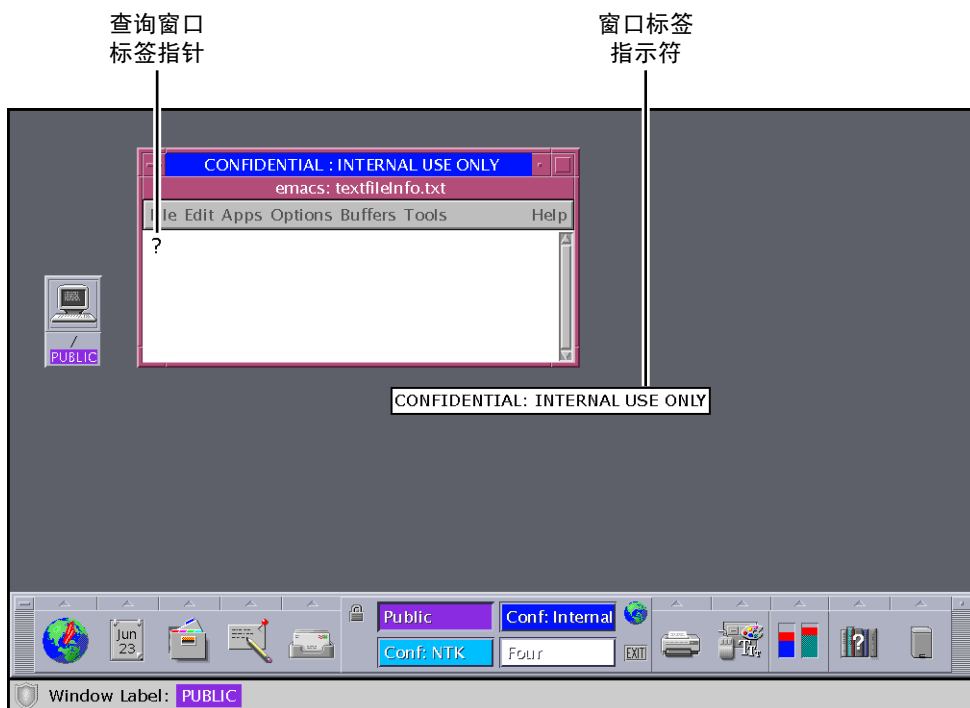 查询窗口
标签指针
窗口标签
指示符
CONFIDENTIAL : INTERNAL USE ONLY
emacs: textfileInfo.txt
File Edit Apps Options Buffers Tools Help
?
/
PUBLIC
CONFIDENTIAL: INTERNAL USE ONLY
Jun
23
Public
Conf: Internal
Conf: NTK
Four
EXIT
?
Window Label: PUBLIC